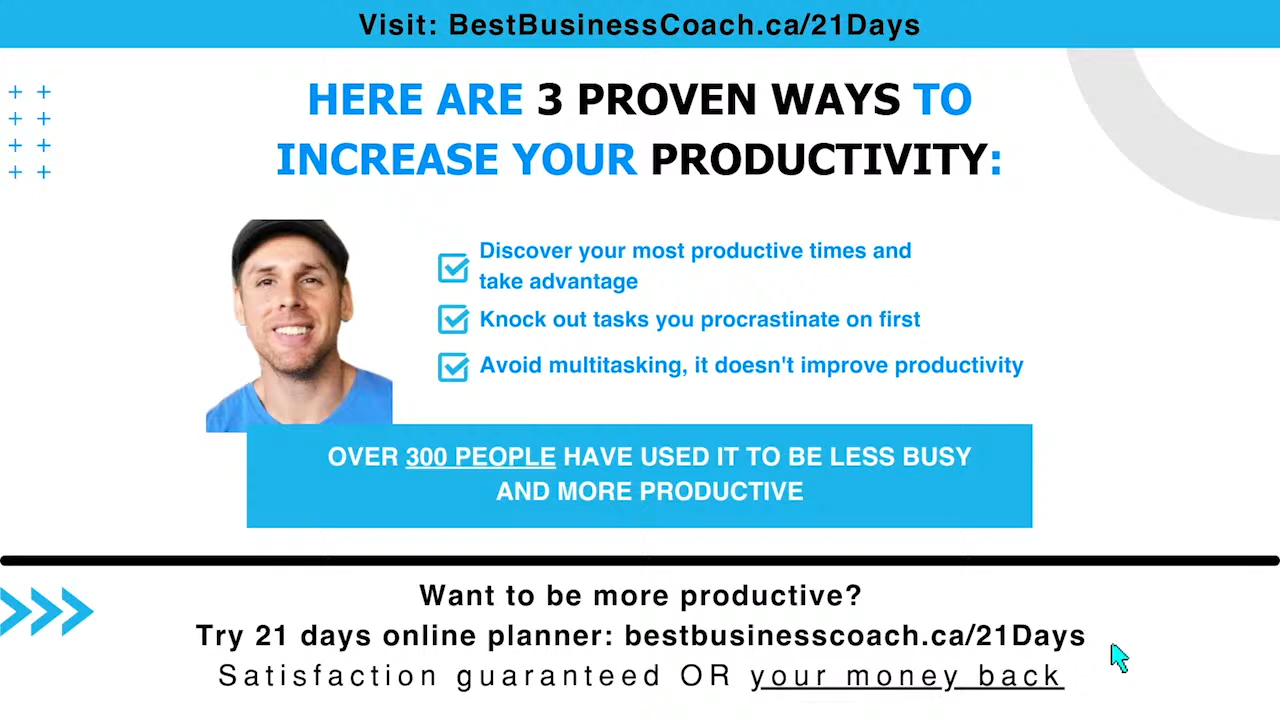 Visit: BestBusinessCoach.ca/21Days
HERE ARE 3 PROVEN WAYS TO
INCREASE YOUR PRODUCTIVITY:
Discover your most productive times and
take advantage
Knock out tasks you procrastinate on first
Avoid multitasking, it doesn't improve productivity
OVER 300 PEOPLE HAVE USED IT TO BE LESS BUSY
AND MORE PRODUCTIVE
Want to be more productive?
Try 21 days online planner: bestbusinesscoach.ca/21Days
Satisfaction guaranteed OR your money back